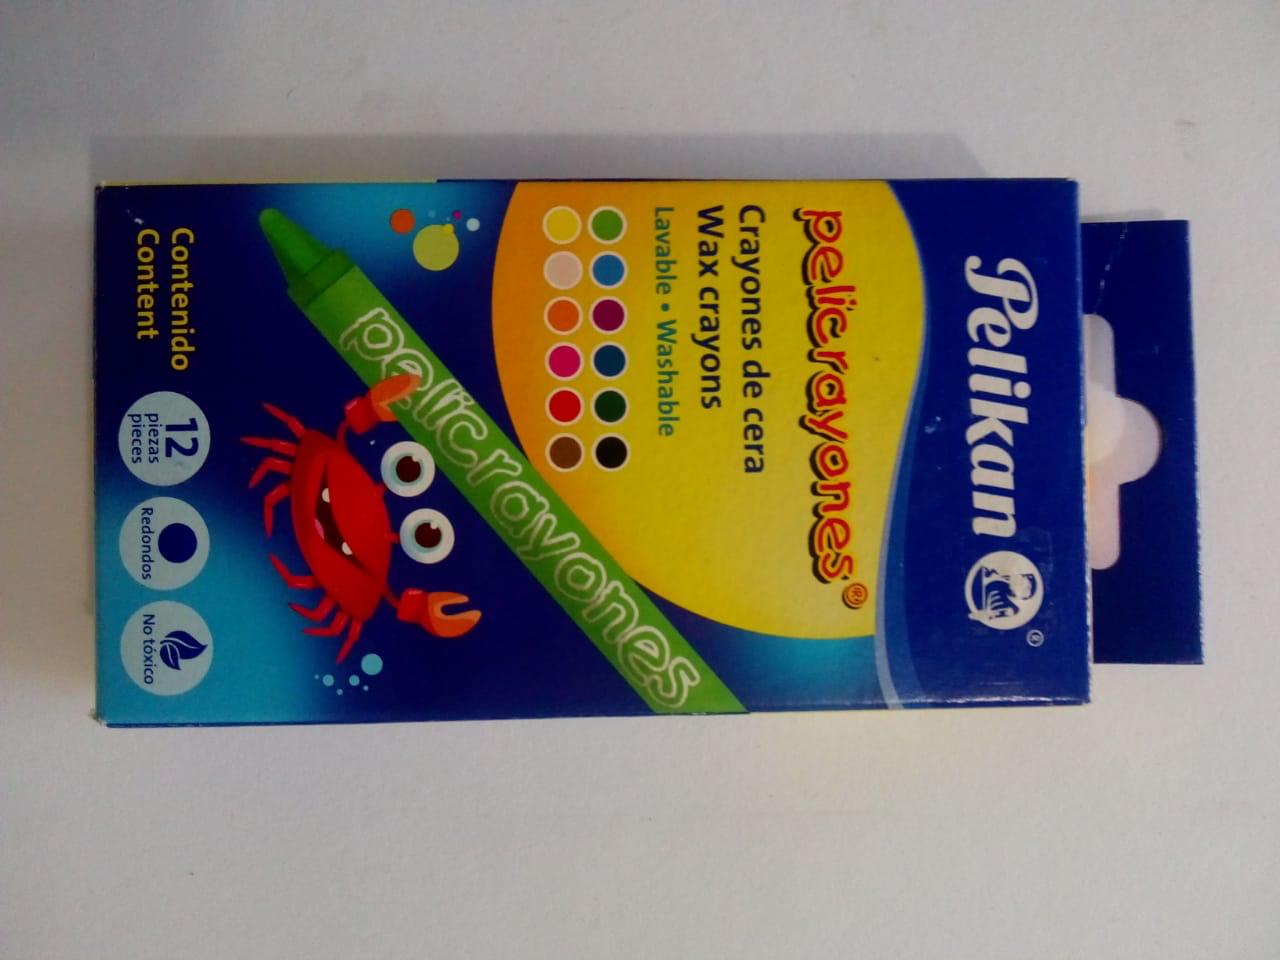 Pelikan ®
pelicrayones®
Crayones de cera
Wax crayons
Lavable • Washable
pelicrayones
Contenido
Content
12
piezas
pieces
Redondos
No tóxico